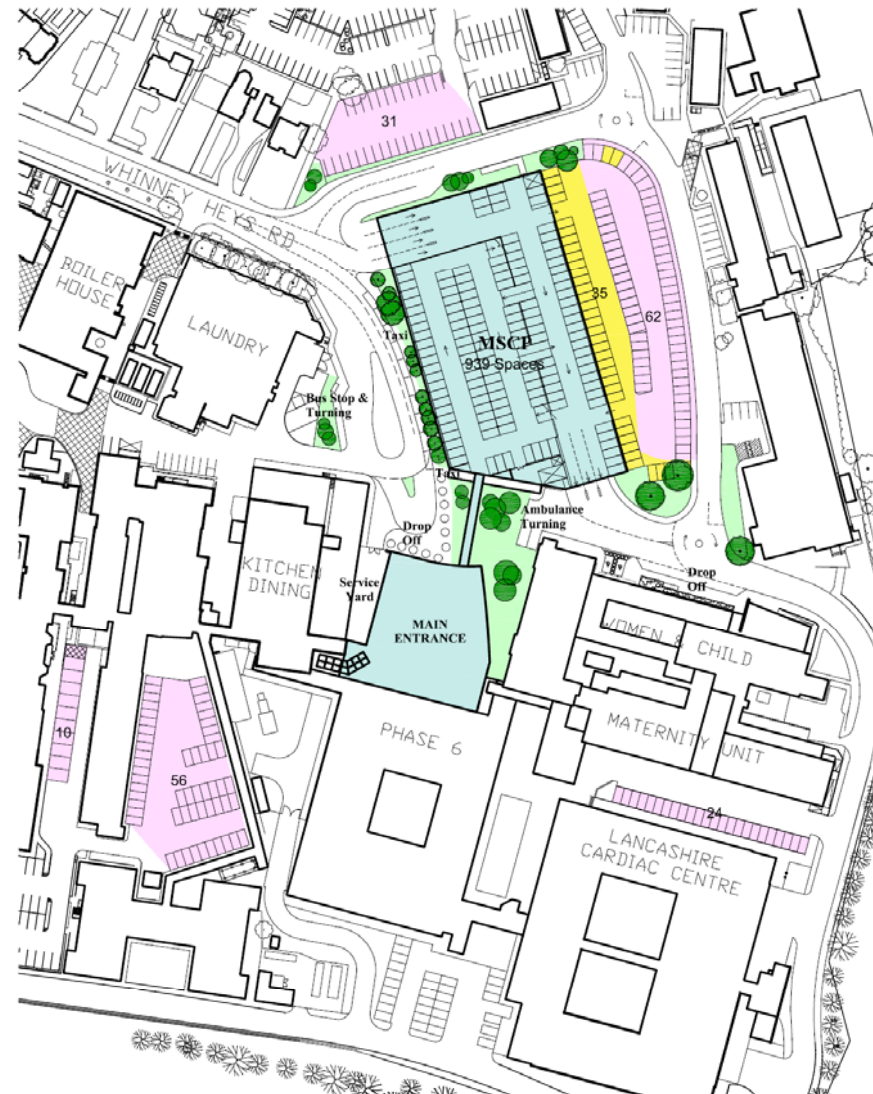 31
WHINNEY HEYS RD
BOILER
HOUSE
LAUNDRY
35
62
MSCP
939 Spaces
Taxi
Bus Stop &
Turning
Taxi
Ambulance
Turning
Drop
Off
Drop
Off
KITCHEN
DINING
Service
Yard
MAIN
ENTRANCE
WOMEN & CHILD
MATERNITY UNIT
10
56
PHASE 6
24
LANCASHIRE
CARDIAC CENTRE